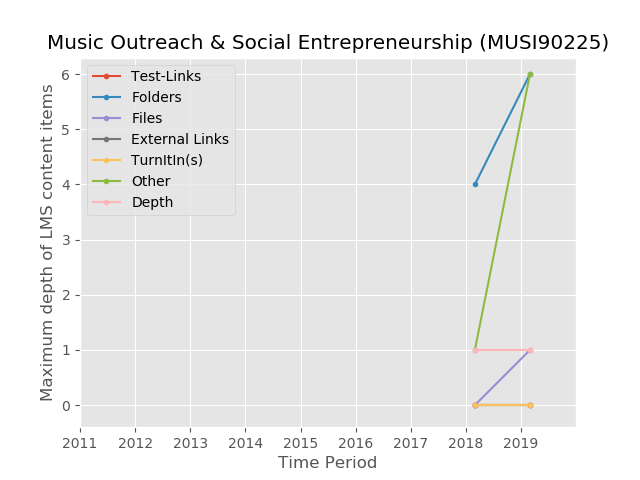 Music Outreach & Social Entrepreneurship (MUSI90225)
Maximum depth of LMS content items
6
5
4
3
2
1
0
Test-Links
Folders
Files
External Links
TurnItIn(s)
Other
Depth
2011 2012 2013 2014 2015 2016 2017 2018 2019
Time Period